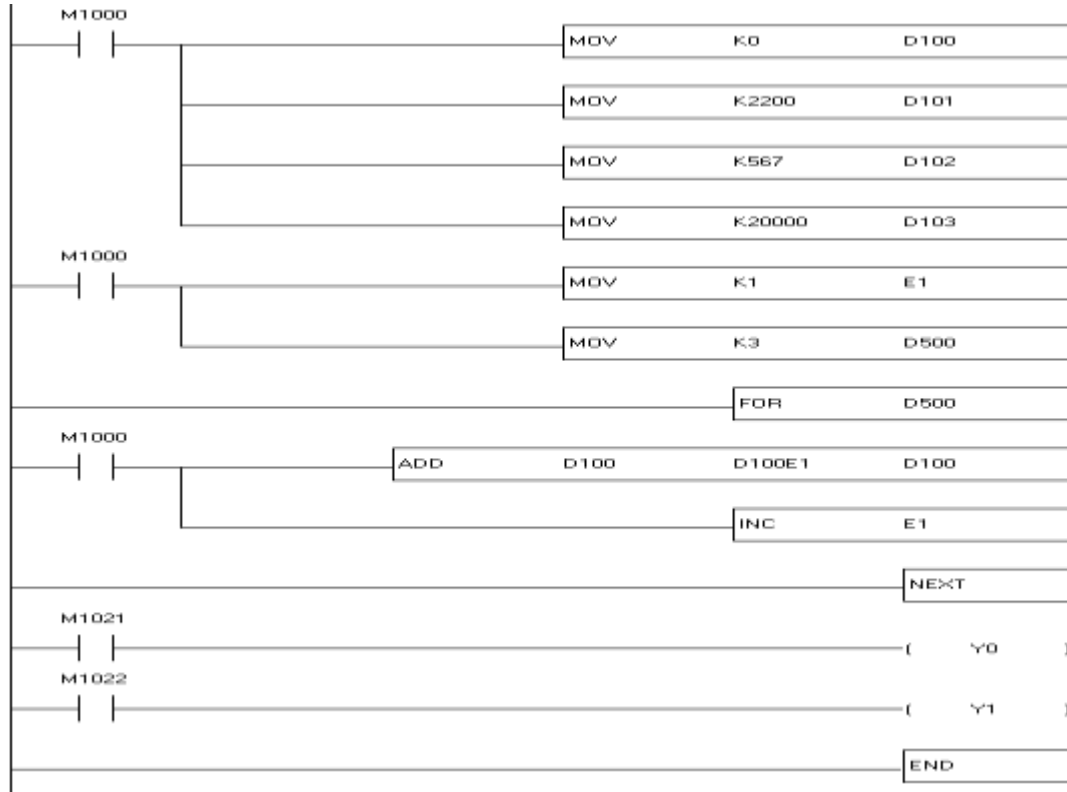 M1000
MOV K0 D100
MOV K2200 D101
MOV K567 D102
MOV K20000 D103
M1000
MOV K1 E1
MOV K3 D500
FOR D500
M1000
ADD D100 D100E1 D100
INC E1
NEXT
M1021
( Y0 )
M1022
( Y1 )
END